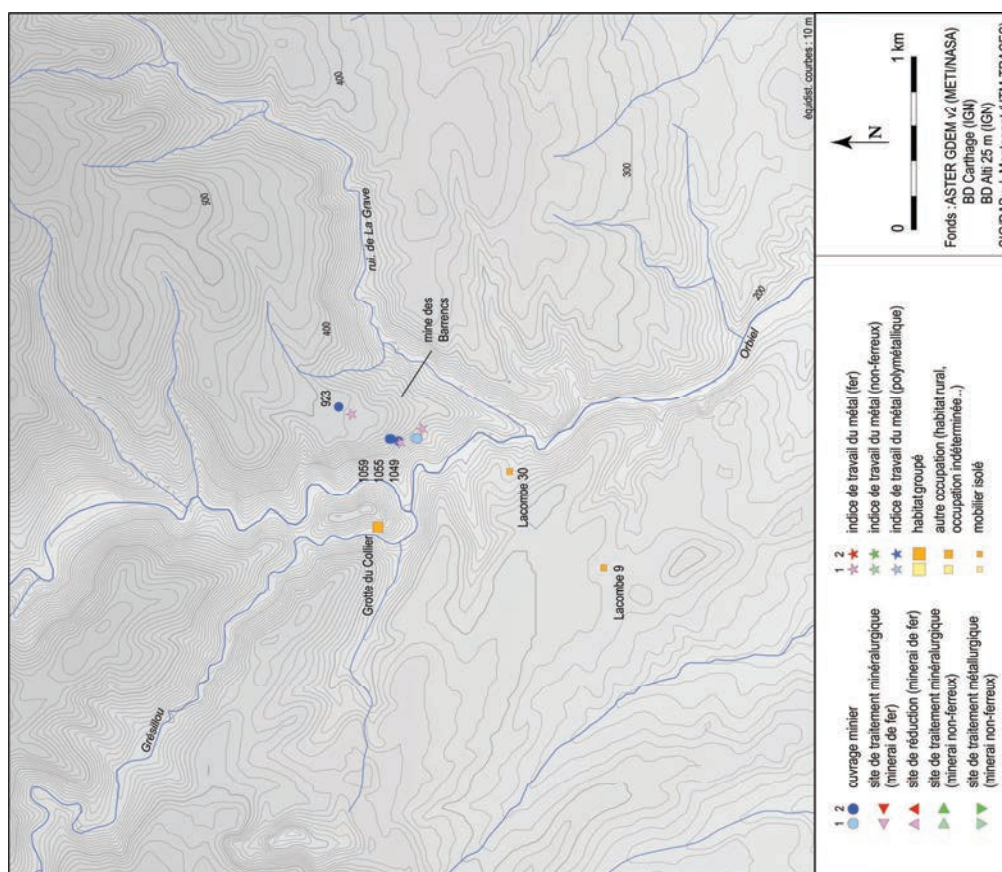 400
500
rui. de La Grave
400
mine des
Barrencs
923
1059
1055
1049
Grotte du Collier
Grésillou
Lacombe 30
Lacombe 9
300
200
Orbiel
équidist. courbes : 10 m
1 2
ouvrage minier
site de traitement minéralurgique
(minerai de fer)
site de réduction (minerai de fer)
site de traitement minéralurgique
(minerai non-ferreux)
site de traitement métallurgique
(minerai non-ferreux)
1 2
indice de travail du métal (fer)
indice de travail du métal (non-ferreux)
indice de travail du métal (polymétallique)
habitat groupé
autre occupation (habitat rural,
occupation indéterminée...)
mobilier isolé
N
0 1 km
Fonds : ASTER GDEM v2 (METI/NASA)
BD Carthage (IGN)
BD Alti 25 m (IGN)